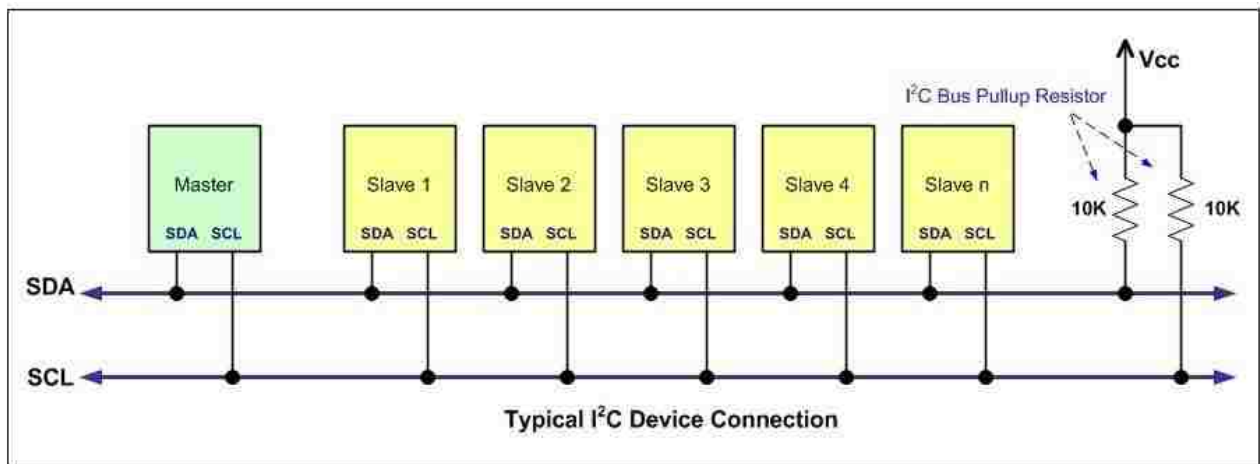 Vcc
I²C Bus Pullup Resistor
Master
Slave 1
Slave 2
Slave 3
Slave 4
Slave n
10K
10K
SDA SCL
SDA SCL
SDA SCL
SDA SCL
SDA SCL
SDA SCL
SDA
SCL
Typical I²C Device Connection